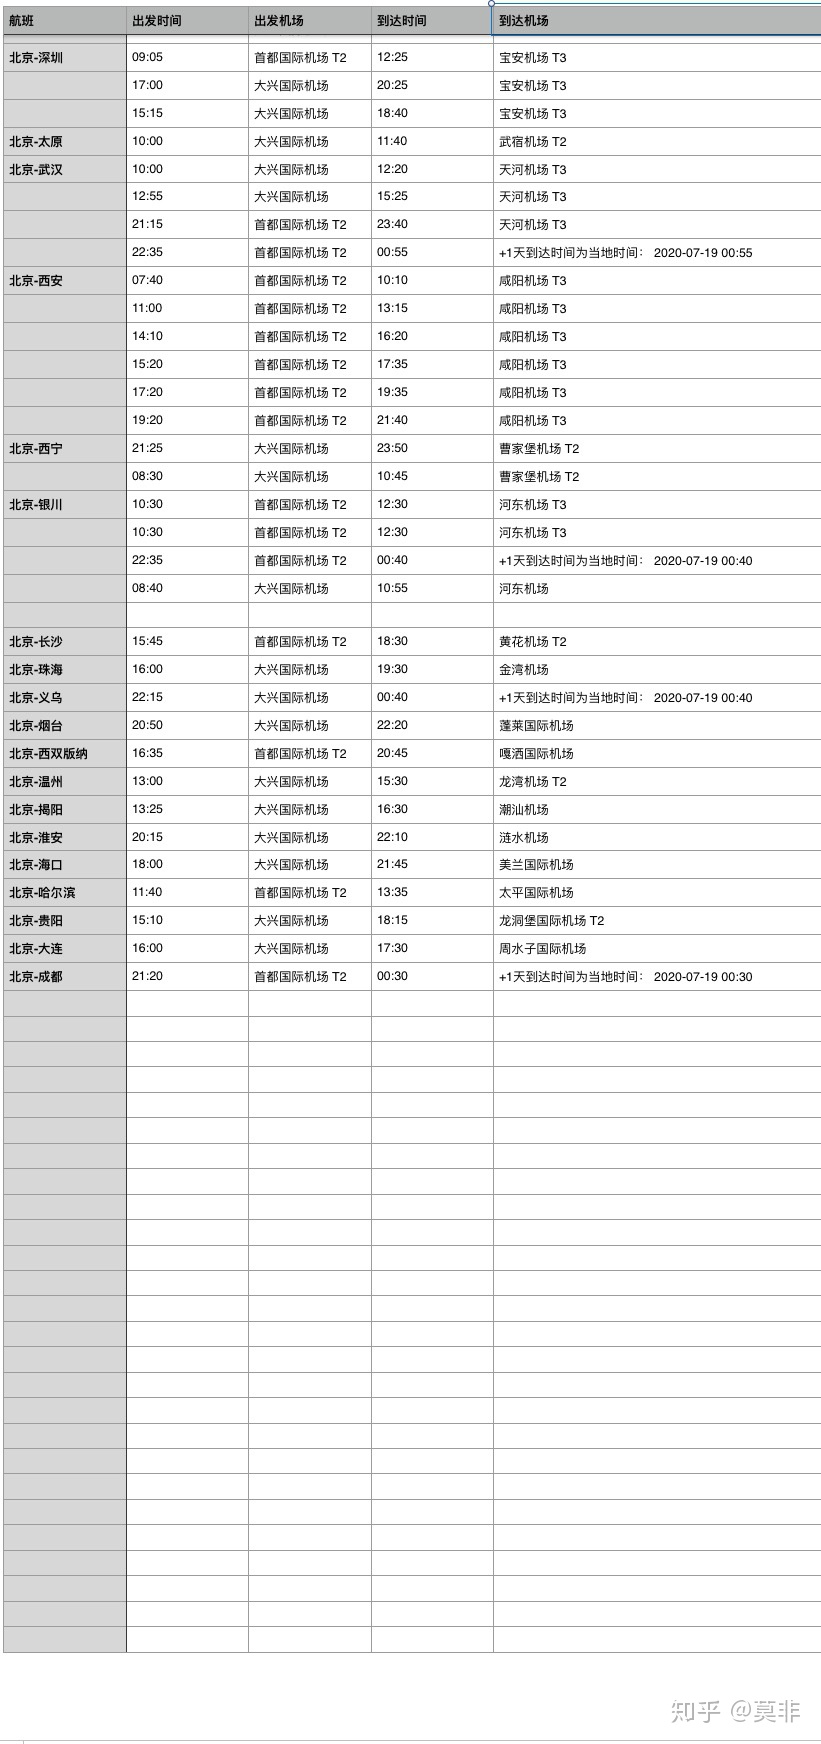 航班 出发时间 出发机场 到达时间 到达机场
北京-深圳 09:05 首都国际机场 T2 12:25 宝安机场 T3
17:00 大兴国际机场 20:25 宝安机场 T3
15:15 大兴国际机场 18:40 宝安机场 T3
北京-太原 10:00 大兴国际机场 11:40 武宿机场 T2
北京-武汉 10:00 大兴国际机场 12:20 天河机场 T3
12:55 大兴国际机场 15:25 天河机场 T3
21:15 首都国际机场 T2 23:40 天河机场 T3
22:35 首都国际机场 T2 00:55 +1天到达时间为当地时间： 2020-07-19 00:55
北京-西安 07:40 首都国际机场 T2 10:10 咸阳机场 T3
11:00 首都国际机场 T2 13:15 咸阳机场 T3
14:10 首都国际机场 T2 16:20 咸阳机场 T3
15:20 首都国际机场 T2 17:35 咸阳机场 T3
17:20 首都国际机场 T2 19:35 咸阳机场 T3
19:20 首都国际机场 T2 21:40 咸阳机场 T3
北京-西宁 21:25 大兴国际机场 23:50 曹家堡机场 T2
08:30 大兴国际机场 10:45 曹家堡机场 T2
北京-银川 10:30 首都国际机场 T2 12:30 河东机场 T3
10:30 首都国际机场 T2 12:30 河东机场 T3
22:35 首都国际机场 T2 00:40 +1天到达时间为当地时间： 2020-07-19 00:40
08:40 大兴国际机场 10:55 河东机场
北京-长沙 15:45 首都国际机场 T2 18:30 黄花机场 T2
北京-珠海 16:00 大兴国际机场 19:30 金湾机场
北京-义乌 22:15 大兴国际机场 00:40 +1天到达时间为当地时间： 2020-07-19 00:40
北京-烟台 20:50 大兴国际机场 22:20 蓬莱国际机场
北京-西双版纳 16:35 首都国际机场 T2 20:45 嘎洒国际机场
北京-温州 13:00 大兴国际机场 15:30 龙湾机场 T2
北京-揭阳 13:25 大兴国际机场 16:30 潮汕机场
北京-淮安 20:15 大兴国际机场 22:10 涟水机场
北京-海口 18:00 大兴国际机场 21:45 美兰国际机场
北京-哈尔滨 11:40 首都国际机场 T2 13:35 太平国际机场
北京-贵阳 15:10 大兴国际机场 18:15 龙洞堡国际机场 T2
北京-大连 16:00 大兴国际机场 17:30 周水子国际机场
北京-成都 21:20 首都国际机场 T2 00:30 +1天到达时间为当地时间： 2020-07-19 00:30
知乎 @莫非